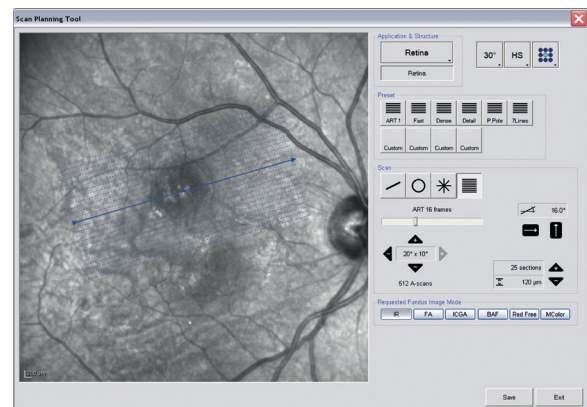 Scan Planning Tool
Application & Structure
Retina
Retina
30°
HS
Preset
ART 1 Fast Dense Detail P.Pole 7Lines
Custom Custom Custom Custom
Scan
ART 16 frames
16.0°
20° x 10°
512 A-scans
25 sections
120 µm
Requested Fundus Image Mode
IR FA ICGA BAF Red Free MColor
200 µm
Save Exit